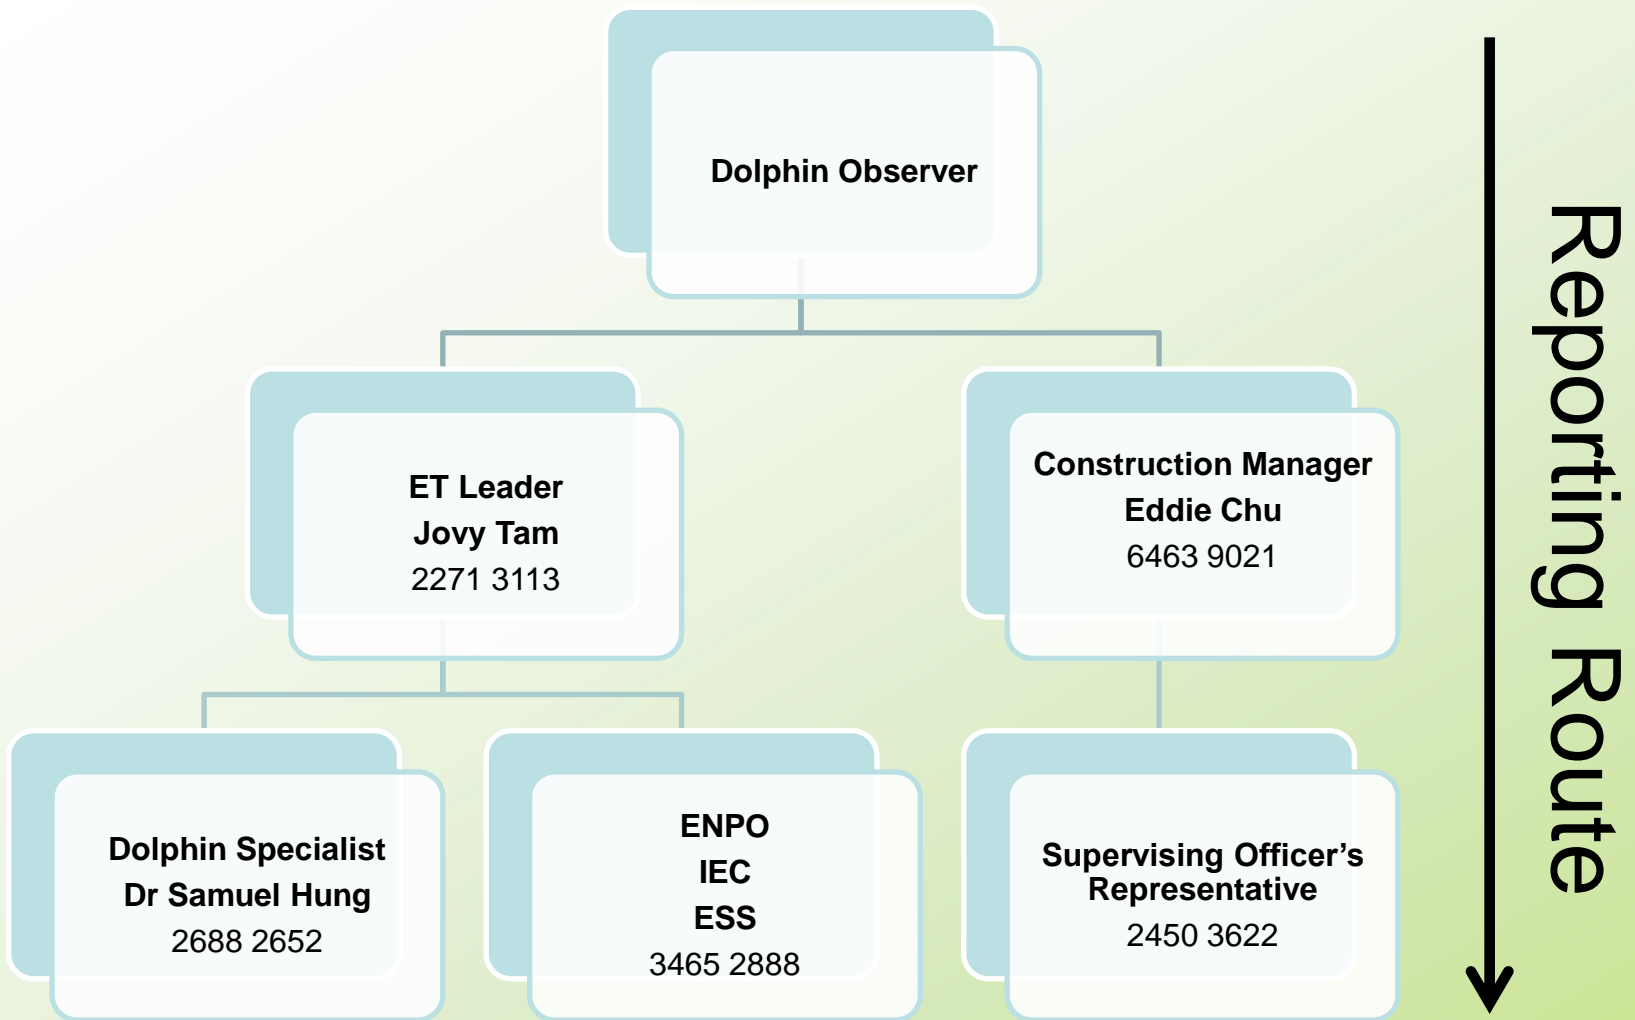 Dolphin Observer
ET Leader
Jovy Tam
2271 3113
Construction Manager
Eddie Chu
6463 9021
Dolphin Specialist
Dr Samuel Hung
2688 2652
ENPO
IEC
ESS
3465 2888
Supervising Officer’s
Representative
2450 3622
Reporting Route